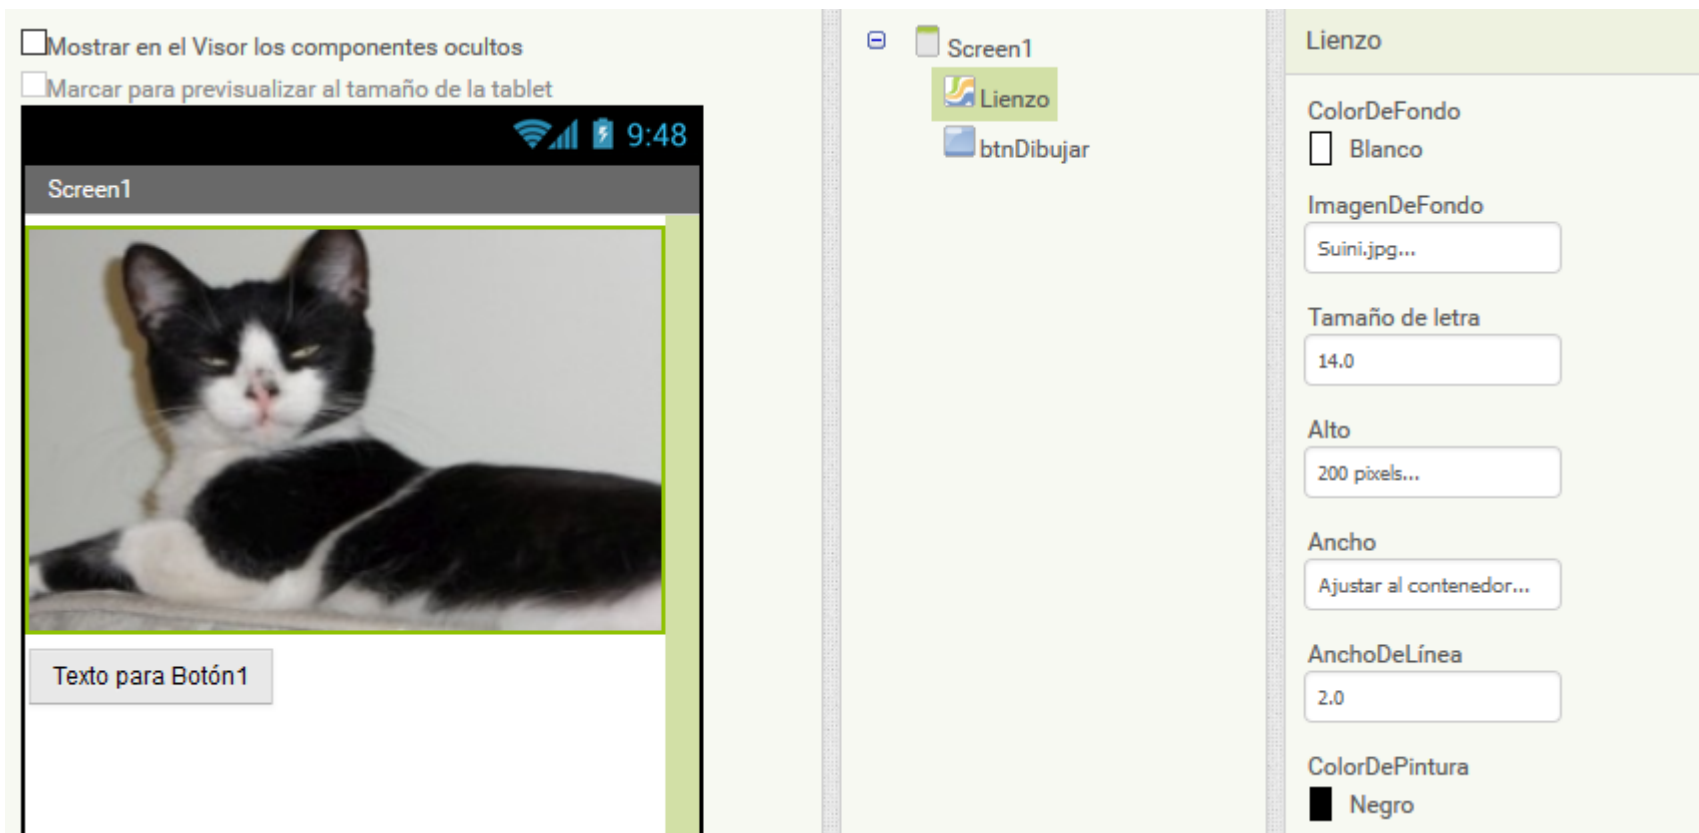 Mostrar en el Visor los componentes ocultos
Marcar para previsualizar al tamaño de la tablet
9:48
Screen1
Texto para Botón1
Screen1
Lienzo
btnDibujar
Lienzo
ColorDeFondo
Blanco
ImagenDeFondo
Suini.jpg...
Tamaño de letra
14.0
Alto
200 pixels...
Ancho
Ajustar al contenedor...
AnchoDeLínea
2.0
ColorDePintura
Negro